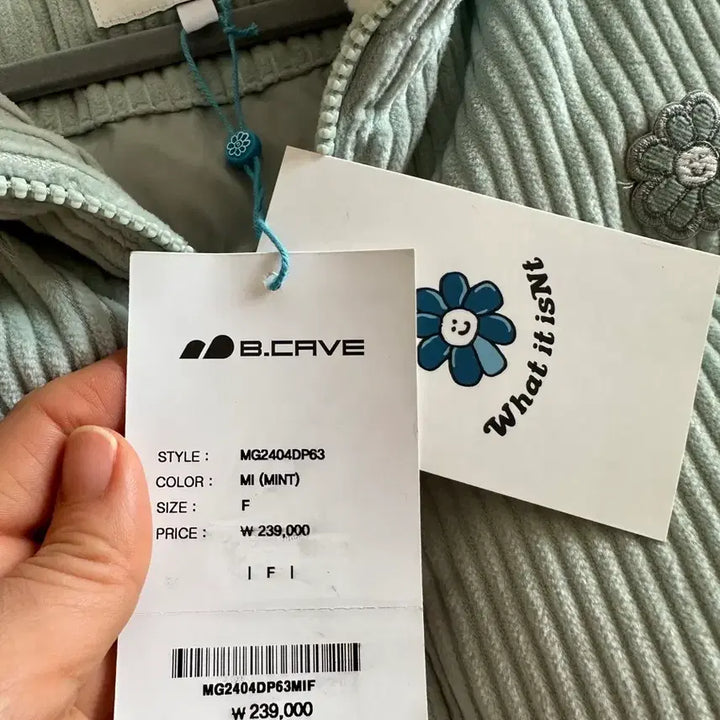 B.CAVE
STYLE : MG2404DP63
COLOR : MI (MINT)
SIZE : F
PRICE : ₩ 239,000
| F |
MG2404DP63MIF
₩ 239,000
What it isNt